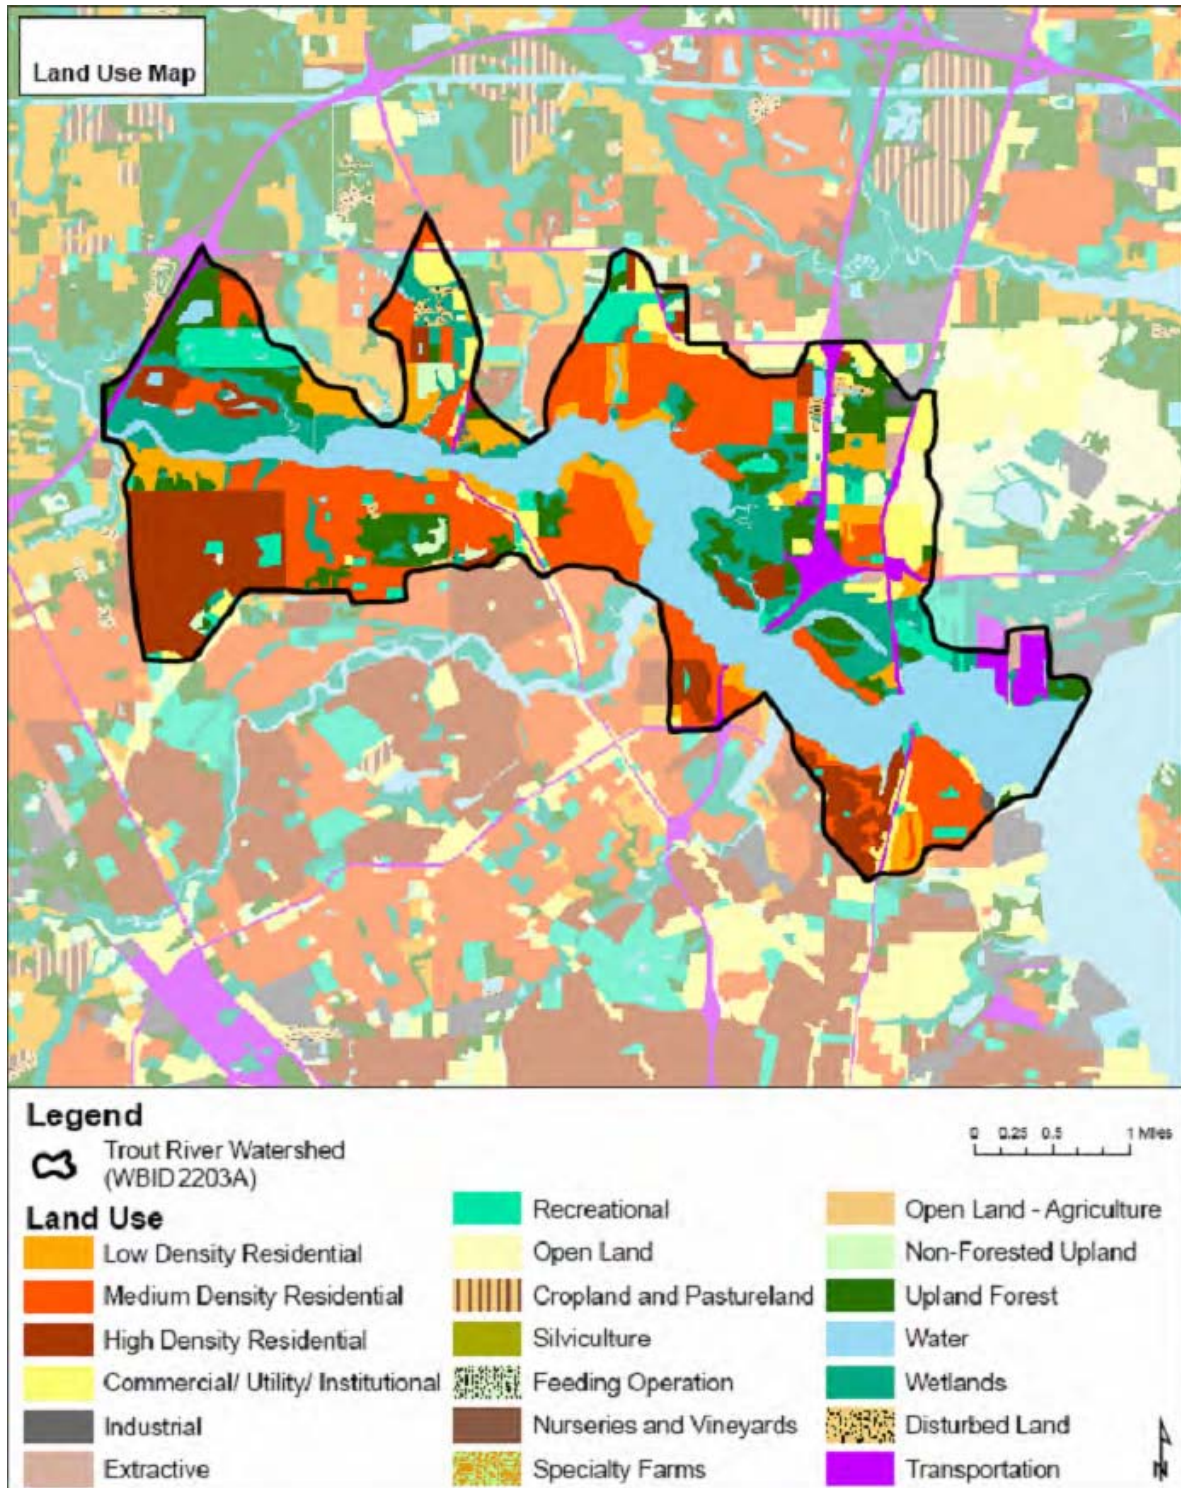 Land Use Map
Legend
Trout River Watershed
(WBID 2203A)
Land Use
Low Density Residential
Medium Density Residential
High Density Residential
Commercial/ Utility/ Institutional
Industrial
Extractive
Recreational
Open Land
Cropland and Pastureland
Silviculture
Feeding Operation
Nurseries and Vineyards
Specialty Farms
0 0.25 0.5 1 Miles
Open Land - Agriculture
Non-Forested Upland
Upland Forest
Water
Wetlands
Disturbed Land
Transportation
N